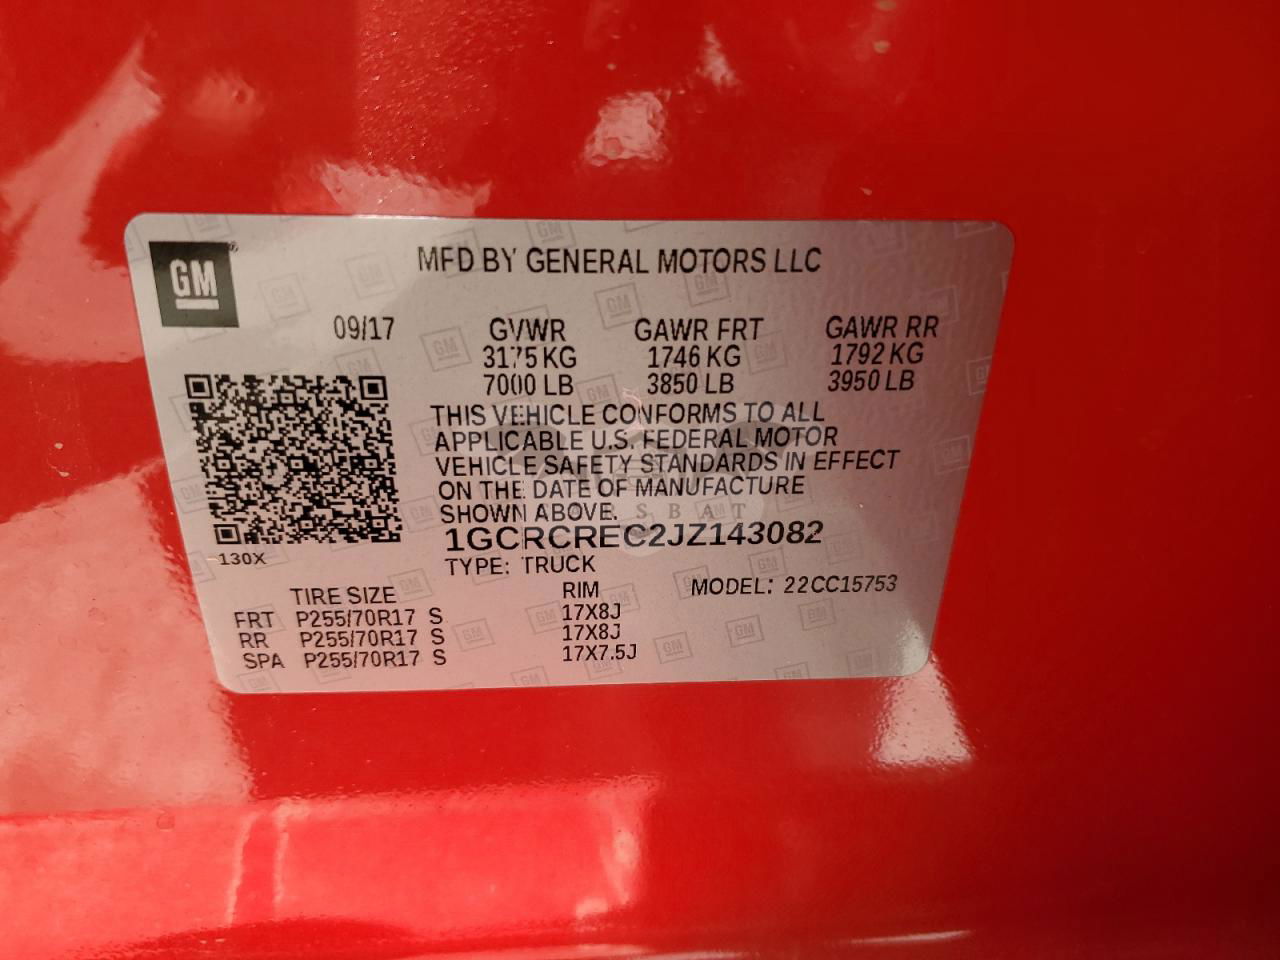 GM
MFD BY GENERAL MOTORS LLC
09/17 GVWR GAWR FRT GAWR RR
3175 KG 1746 KG 1792 KG
7000 LB 3850 LB 3950 LB
THIS VEHICLE CONFORMS TO ALL
APPLICABLE U.S. FEDERAL MOTOR
VEHICLE SAFETY STANDARDS IN EFFECT
ON THE DATE OF MANUFACTURE
SHOWN ABOVE.
1GCRCREC2JZ143082
130X
TYPE: TRUCK
MODEL: 22CC15753
TIRE SIZE RIM
FRT P255/70R17 S 17X8J
RR P255/70R17 S 17X8J
SPA P255/70R17 S 17X7.5J